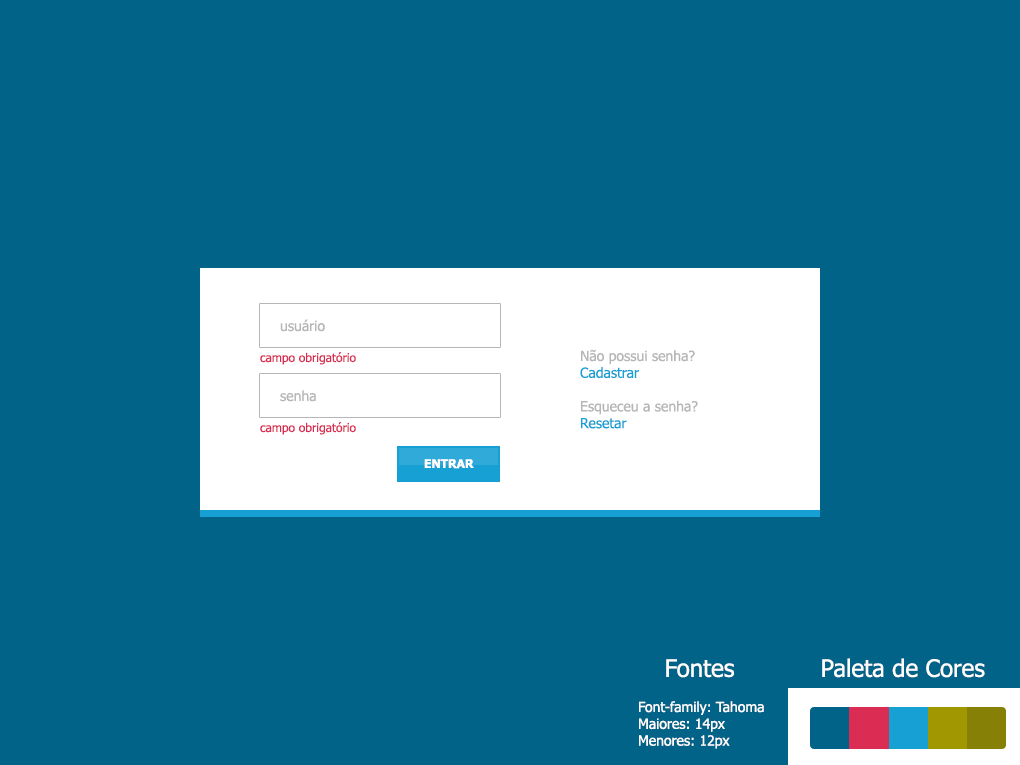 usuário
campo obrigatório
senha
campo obrigatório
ENTRAR
Não possui senha?
Cadastrar
Esqueceu a senha?
Resetar
Fontes
Font-family: Tahoma
Maiores: 14px
Menores: 12px
Paleta de Cores